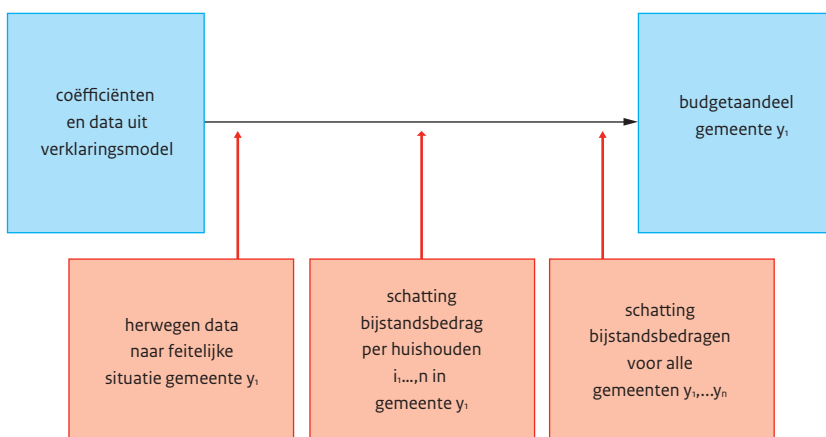 coëfficiënten
en data uit
verklaringsmodel
budgetaandeel
gemeente y₁
herwegen data
naar feitelijke
situatie gemeente y₁
schatting
bijstandsbedrag
per huishouden
i₁...,n in
gemeente y₁
schatting
bijstandsbedragen
voor alle
gemeenten y₁,...yₙ